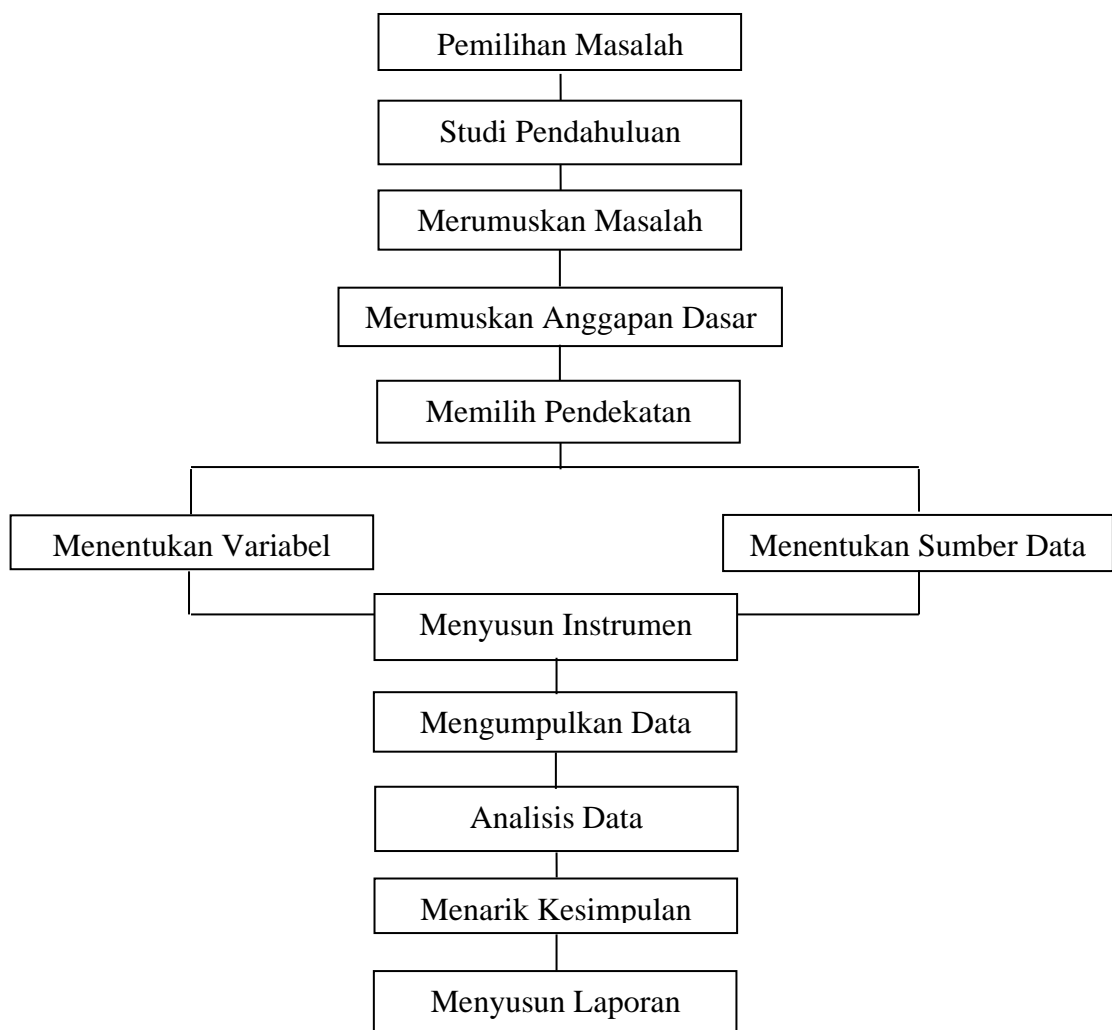 Pemilihan Masalah
Studi Pendahuluan
Merumuskan Masalah
Merumuskan Anggapan Dasar
Memilih Pendekatan
Menentukan Variabel
Menentukan Sumber Data
Menyusun Instrumen
Mengumpulkan Data
Analisis Data
Menarik Kesimpulan
Menyusun Laporan